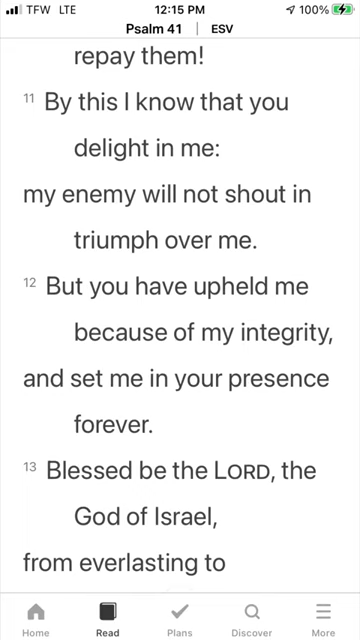 TFW LTE 12:15 PM 100%
Psalm 41 | ESV
repay them!
11 By this I know that you
delight in me:
my enemy will not shout in
triumph over me.
12 But you have upheld me
because of my integrity,
and set me in your presence
forever.
13 Blessed be the LORD, the
God of Israel,
from everlasting to
Home Read Plans Discover More